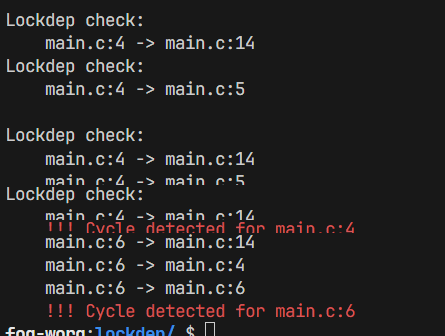 Lockdep check:
    main.c:4 -> main.c:14
Lockdep check:
    main.c:4 -> main.c:5
Lockdep check:
    main.c:4 -> main.c:14
    main.c:4 -> main.c:5
Lockdep check:
    main.c:4 -> main.c:14
    !!! Cycle detected for main.c:4
    main.c:6 -> main.c:14
    main.c:6 -> main.c:4
    main.c:6 -> main.c:6
    !!! Cycle detected for main.c:6
fog-worg:lockdep/ $